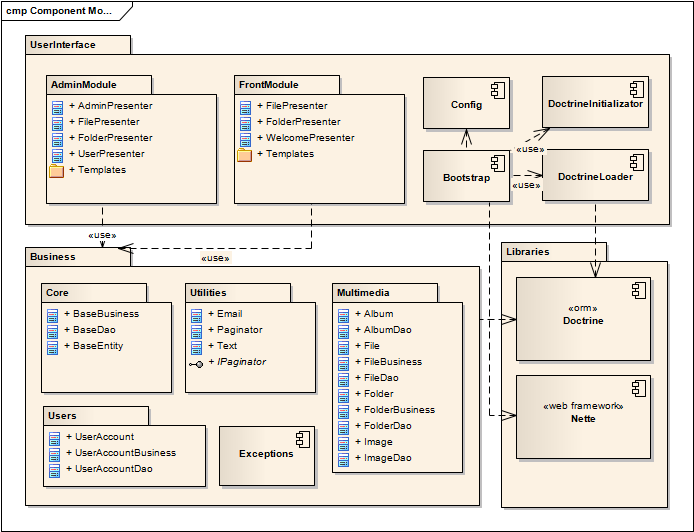 cmp Component Mo...
UserInterface
AdminModule
+ AdminPresenter
+ FilePresenter
+ FolderPresenter
+ UserPresenter
+ Templates
FrontModule
+ FilePresenter
+ FolderPresenter
+ WelcomePresenter
+ Templates
Config
DoctrineInitializator
«use»
Bootstrap
«use»
DoctrineLoader
«use»
«use»
Business
Core
+ BaseBusiness
+ BaseDao
+ BaseEntity
Utilities
+ Email
+ Paginator
+ Text
+ IPaginator
Multimedia
+ Album
+ AlbumDao
+ File
+ FileBusiness
+ FileDao
+ Folder
+ FolderBusiness
+ FolderDao
+ Image
+ ImageDao
Users
+ UserAccount
+ UserAccountBusiness
+ UserAccountDao
Exceptions
Libraries
«orm»
Doctrine
«web framework»
Nette